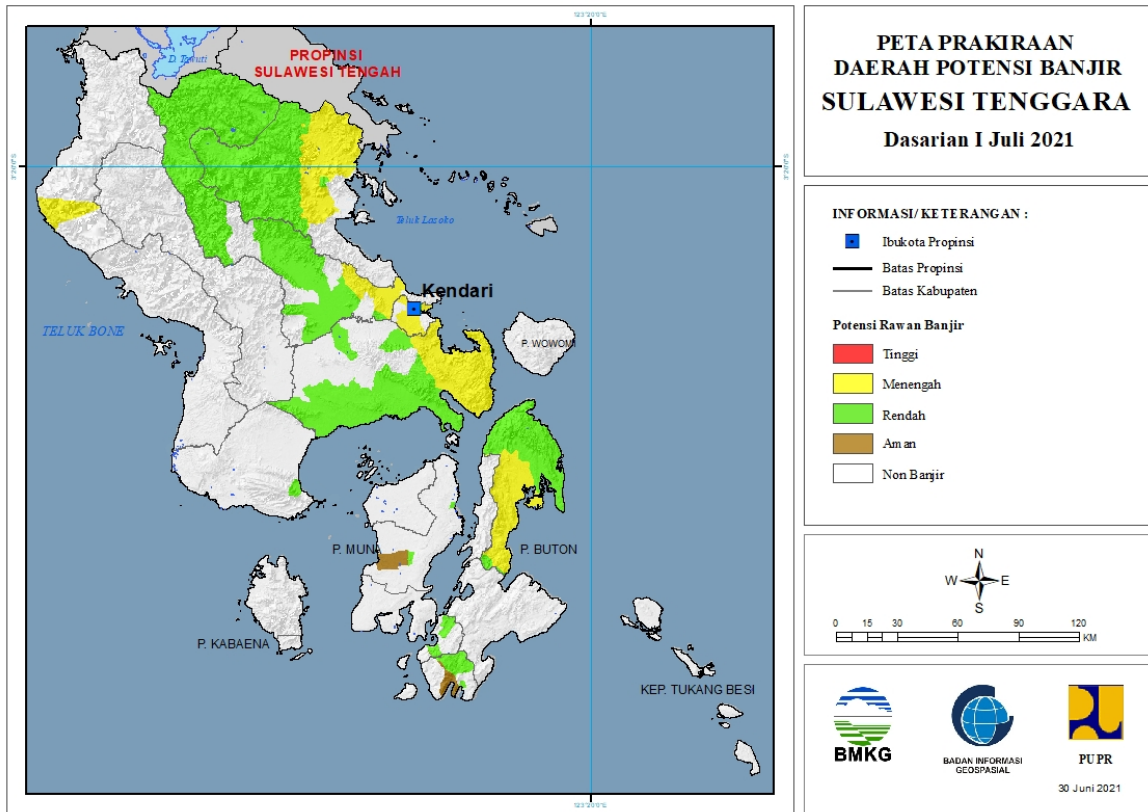 PETA PRAKIRAAN
DAERAH POTENSI BANJIR
SULAWESI TENGGARA
Dasarian I Juli 2021
INFORMASI/ KETERANGAN :
Ibukota Propinsi
Batas Propinsi
Batas Kabupaten
Potensi Rawan Banjir
Tinggi
Menengah
Rendah
Aman
Non Banjir
N
W E
S
0 15 30 60 90 120
KM
BMKG
BADAN INFORMASI
GEOSPASIAL
PUPR
30 Juni 2021
PROPINSI
SULAWESI TENGAH
Teluk Lasoko
Kendari
TELUK BONE
P. WOWONI
P. MUNA
P. BUTON
P. KABAENA
KEP. TUKANG BESI